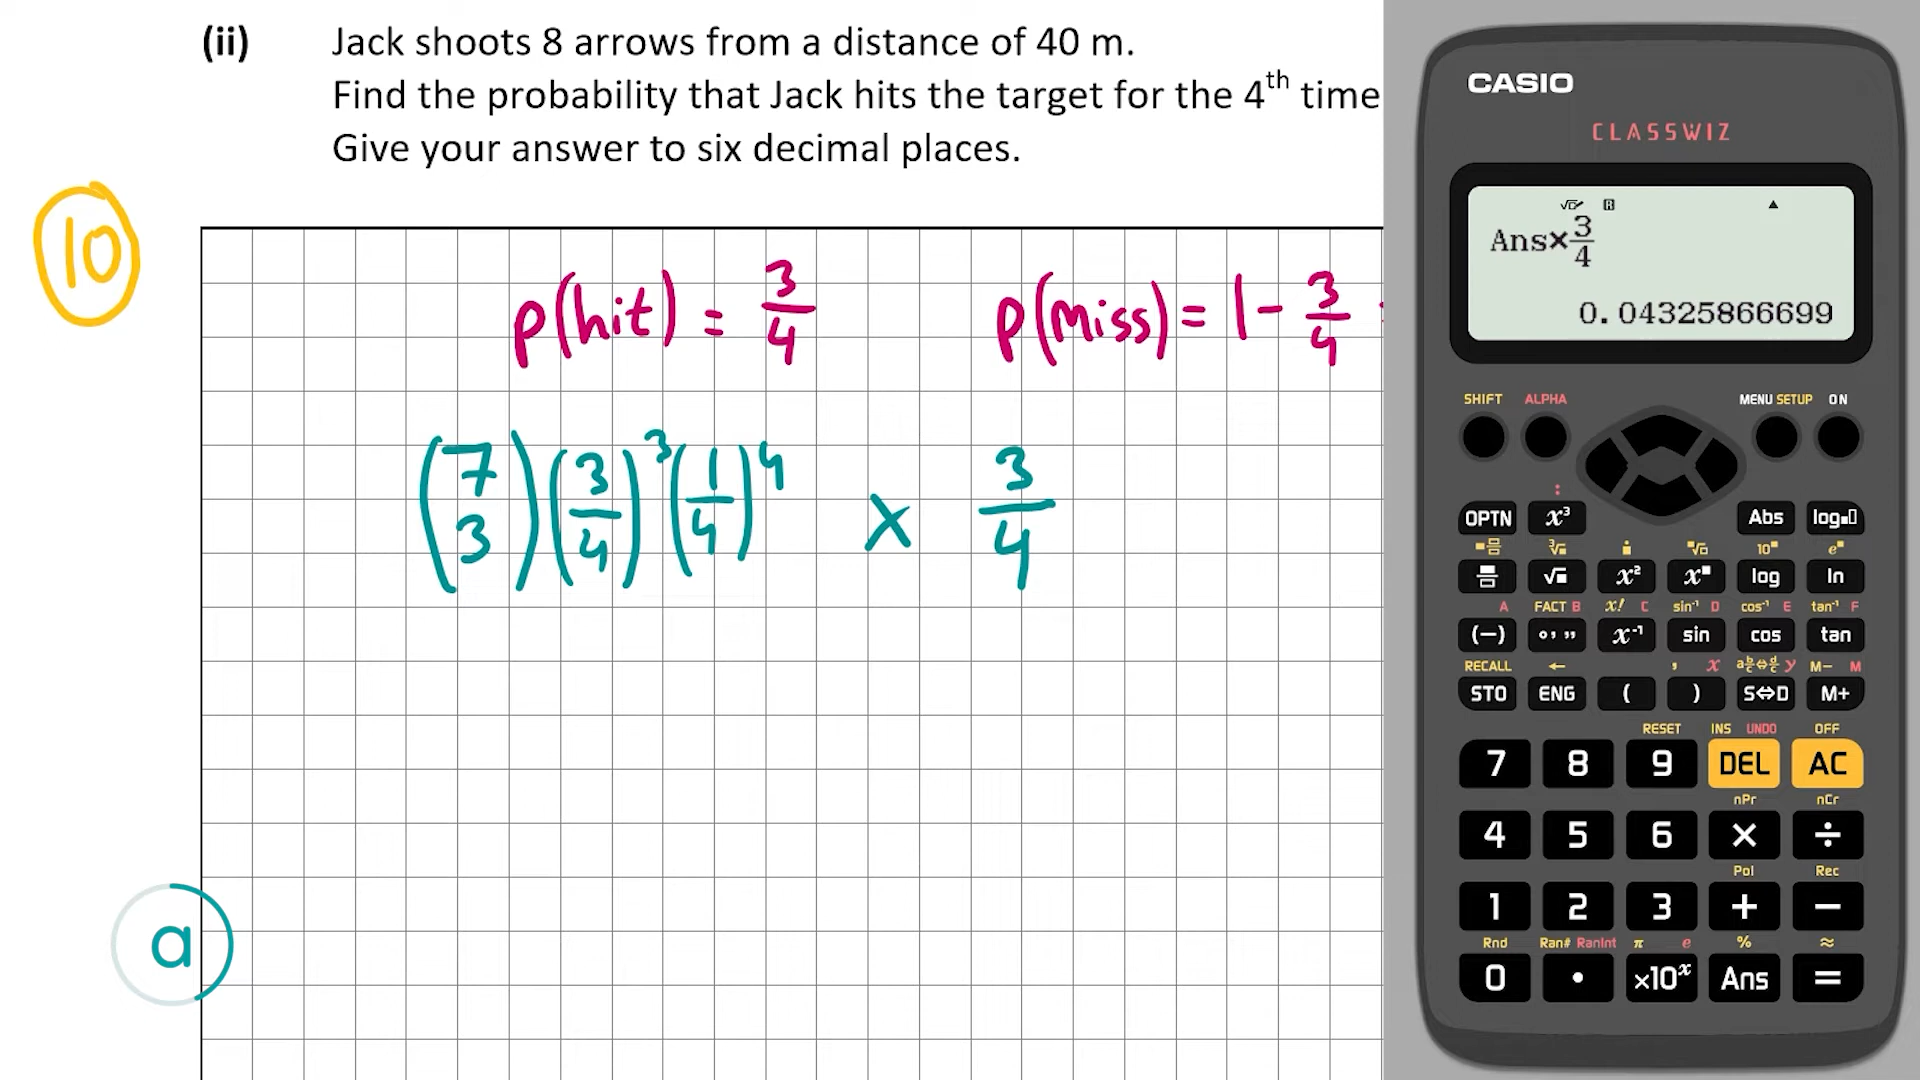 (ii) Jack shoots 8 arrows from a distance of 40 m.
Find the probability that Jack hits the target for the 4th time
Give your answer to six decimal places.
10
p(hit) = 3/4 p(miss) = 1 - 3/4
(7 3)(3/4)^3(1/4)^4 × 3/4
a
CASIO
CLASSWIZ
√□/ R ▲
Ans×3/4
0.04325866699
SHIFT ALPHA MENU SETUP ON
:
OPTN x³ Abs log■□
■▭/▭ ³√■ i ■√□ 10■ e■
▭/▭ √■ x² x■ log ln
A FACT B x! C sin⁻¹ D cos⁻¹ E tan⁻¹ F
(−) °’” x⁻¹ sin cos tan
RECALL ← , x a b/c⇔d/c y M− M
STO ENG ( ) S⇔D M+
RESET INS UNDO OFF
7 8 9 DEL AC
nPr nCr
4 5 6 × ÷
Pol Rec
1 2 3 + −
Rnd Ran# RanInt π e % ≈
0 • ×10ˣ Ans =